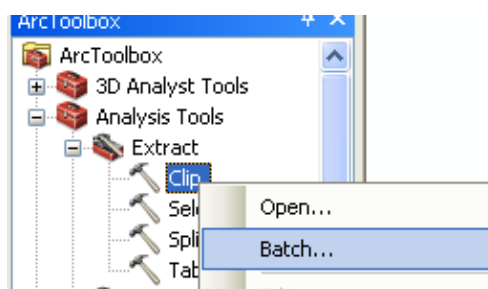 ArcToolbox
ArcToolbox
3D Analyst Tools
Analysis Tools
Extract
Clip
Open...
Batch...